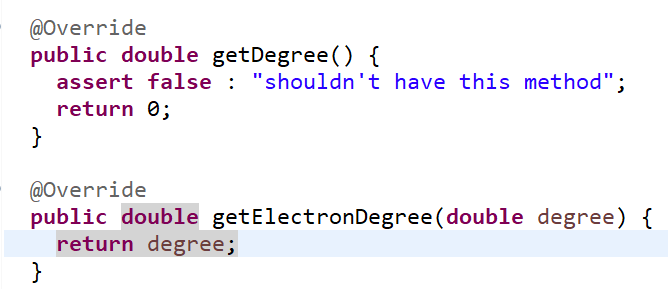 @Override
public double getDegree() {
  assert false : "shouldn't have this method";
  return 0;
}
@Override
public double getElectronDegree(double degree) {
  return degree;
}